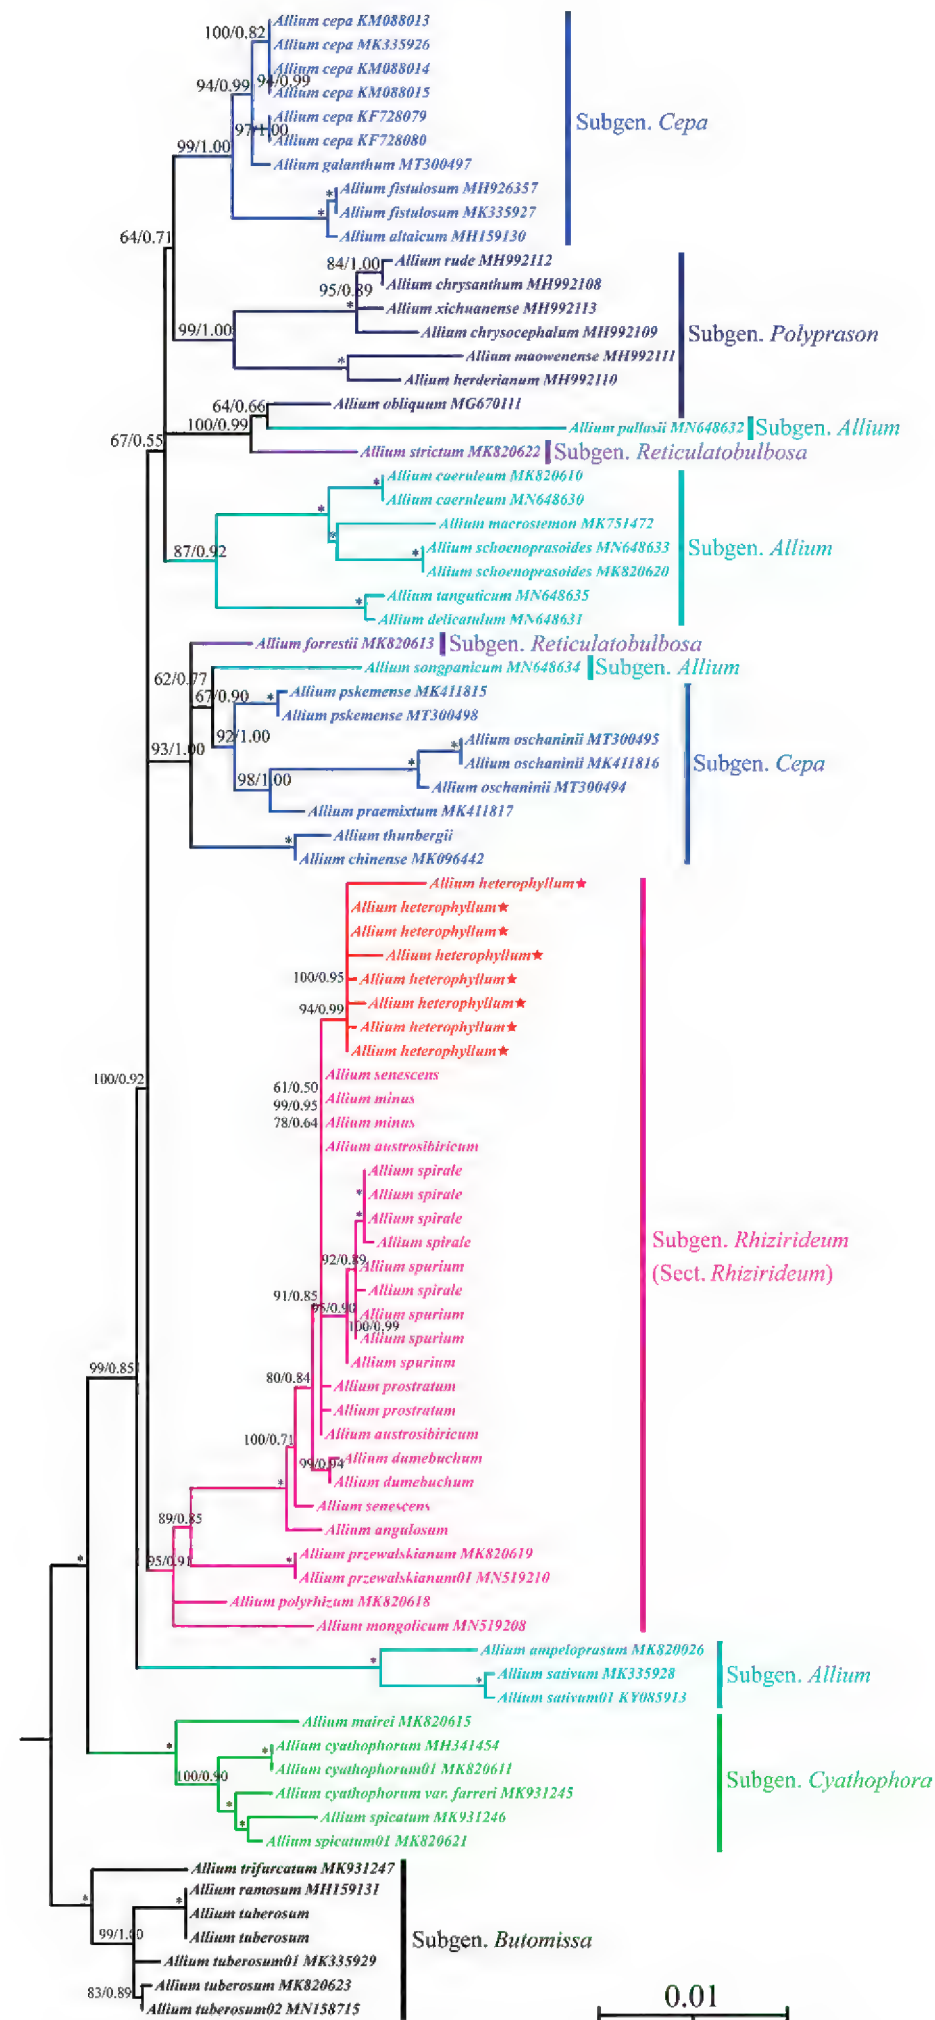 100/0.82
Allium cepa KM088013
Allium cepa MK335926
Allium cepa KM088014
94/0.99 94/0.99
Allium cepa KM088015
Allium cepa KF728079
97/1.00
Allium cepa KF728080
Subgen. Cepa
99/1.00
Allium galanthum MT300497
* Allium fistulosum MH926357
* Allium fistulosum MK335927
Allium altaicum MH159130
64/0.71
84/1.00
Allium rude MH992112
Allium chrysanthum MH992108
95/0.89
* Allium xichuanense MH992113
Allium chrysocephalum MH992109
99/1.00
Subgen. Polyprason
* Allium maowenense MH992111
Allium herderianum MH992110
64/0.66
Allium obliquum MG670111
100/0.99
Allium pallasii MN648632 Subgen. Allium
67/0.55
Allium strictum MK820622 Subgen. Reticulatobulbosa
* Allium caeruleum MK820610
Allium caeruleum MN648630
*
* Allium macrostemon MK751472
87/0.92
* Allium schoenoprasoides MN648633
Allium schoenoprasoides MK820620
Subgen. Allium
* Allium tanguticum MN648635
Allium delicatulum MN648631
Allium forrestii MK820613 Subgen. Reticulatobulbosa
Allium songpanicum MN648634 Subgen. Allium
62/0.77
67/0.90
* Allium pskemense MK411815
Allium pskemense MT300498
92/1.00
93/1.00
* Allium oschaninii MT300495
* Allium oschaninii MK411816
98/1.00
Allium oschaninii MT300494
Subgen. Cepa
Allium praemixtum MK411817
* Allium thunbergii
Allium chinense MK096442
Allium heterophyllum★
Allium heterophyllum★
Allium heterophyllum★
Allium heterophyllum★
100/0.95
Allium heterophyllum★
Allium heterophyllum★
94/0.99
Allium heterophyllum★
Allium heterophyllum★
100/0.92
Allium senescens
61/0.50
Allium minus
99/0.95
78/0.64
Allium minus
Allium austrosibiricum
Allium spirale
* Allium spirale
* Allium spirale
Allium spirale
92/0.89
Allium spurium
Allium spirale
91/0.85
95/0.90
Allium spurium
100/0.99
Allium spurium
Allium spurium
Subgen. Rhizirideum
(Sect. Rhizirideum)
99/0.85
80/0.84
Allium prostratum
Allium prostratum
100/0.71
Allium austrosibiricum
99/0.94
Allium dumebuchum
* Allium dumebuchum
Allium senescens
89/0.85
Allium angulosum
95/0.91
* Allium przewalskianum MK820619
Allium przewalskianum01 MN519210
*
Allium polyrhizum MK820618
Allium mongolicum MN519208
* Allium ampeloprasum MK820026
* Allium sativum MK335928
Allium sativum01 KY085913
Subgen. Allium
* Allium mairei MK820615
* Allium cyathophorum MH341454
Allium cyathophorum01 MK820611
100/0.90
* Allium cyathophorum var. farreri MK931245
* Allium spicatum MK931246
Allium spicatum01 MK820621
Subgen. Cyathophora
* Allium trifurcatum MK931247
* Allium ramosum MH159131
Allium tuberosum
99/1.00
Allium tuberosum
Allium tuberosum01 MK335929
83/0.89
Allium tuberosum MK820623
Allium tuberosum02 MN158715
Subgen. Butomissa
0.01